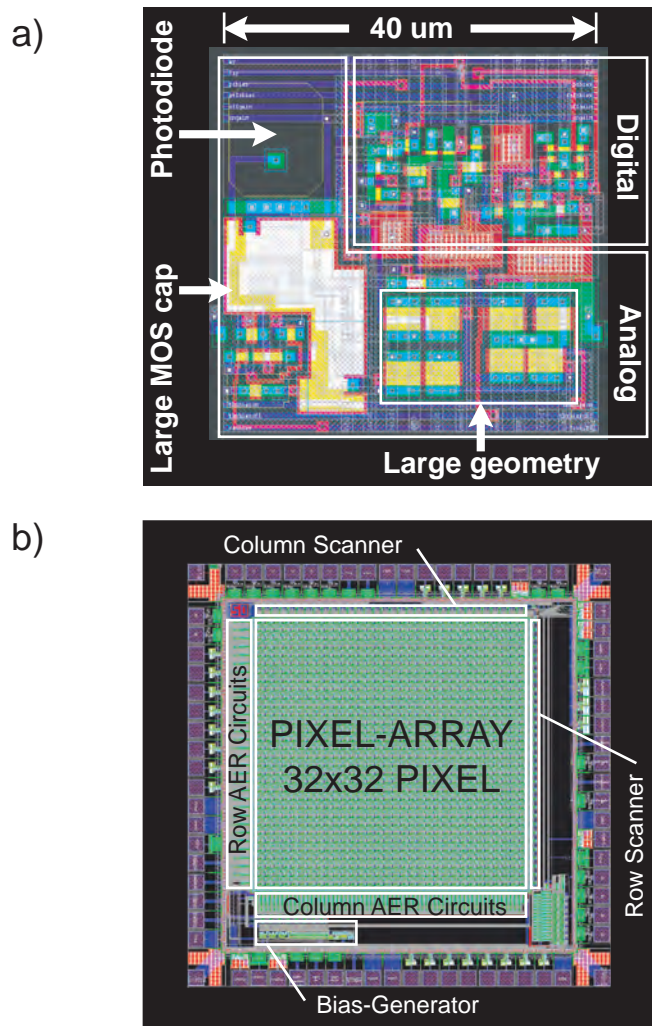 a)
40 um
Photodiode
Digital
Large MOS cap
Analog
Large geometry
b)
Column Scanner
Row AER Circuits
PIXEL-ARRAY
32x32 PIXEL
Row Scanner
Column AER Circuits
Bias-Generator